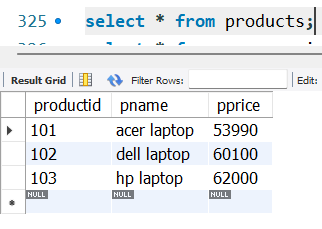 325 select * from products;
Result Grid Filter Rows: Edit:
productid pname pprice
101 acer laptop 53990
102 dell laptop 60100
103 hp laptop 62000
NULL NULL NULL